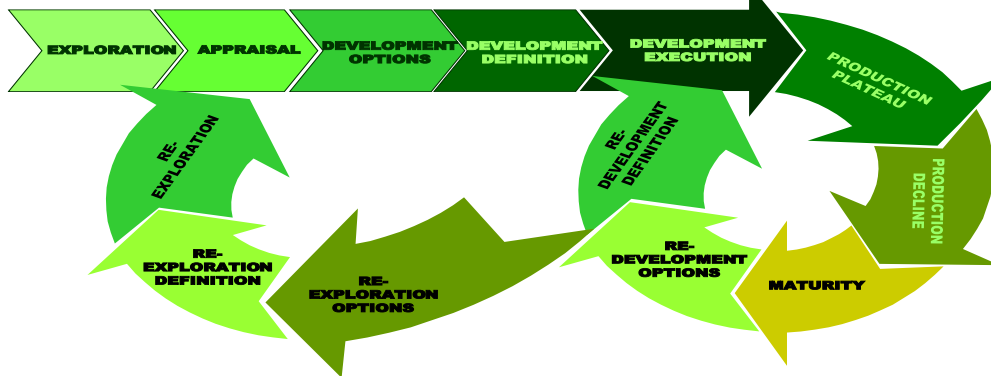 EXPLORATION
APPRAISAL
DEVELOPMENT
OPTIONS
DEVELOPMENT
DEFINITION
DEVELOPMENT
EXECUTION
PRODUCTION
PLATEAU
PRODUCTION
DECLINE
MATURITY
RE-
DEVELOPMENT
OPTIONS
RE-
DEVELOPMENT
DEFINITION
RE-
EXPLORATION
OPTIONS
RE-
EXPLORATION
DEFINITION
RE-
EXPLORATION